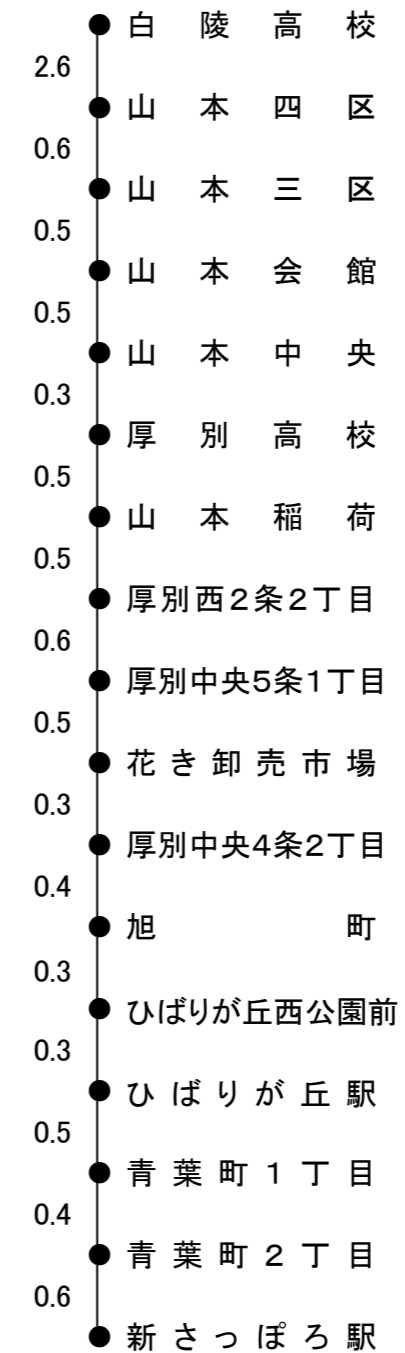 白陵高校
2.6
山本四区
0.6
山本三区
0.5
山本会館
0.5
山本中央
0.3
厚別高校
0.5
山本稲荷
0.5
厚別西2条2丁目
0.6
厚別中央5条1丁目
0.5
花き卸売市場
0.3
厚別中央4条2丁目
0.4
旭町
0.3
ひばりが丘西公園前
0.3
ひばりが丘駅
0.5
青葉町1丁目
0.4
青葉町2丁目
0.6
新さっぽろ駅